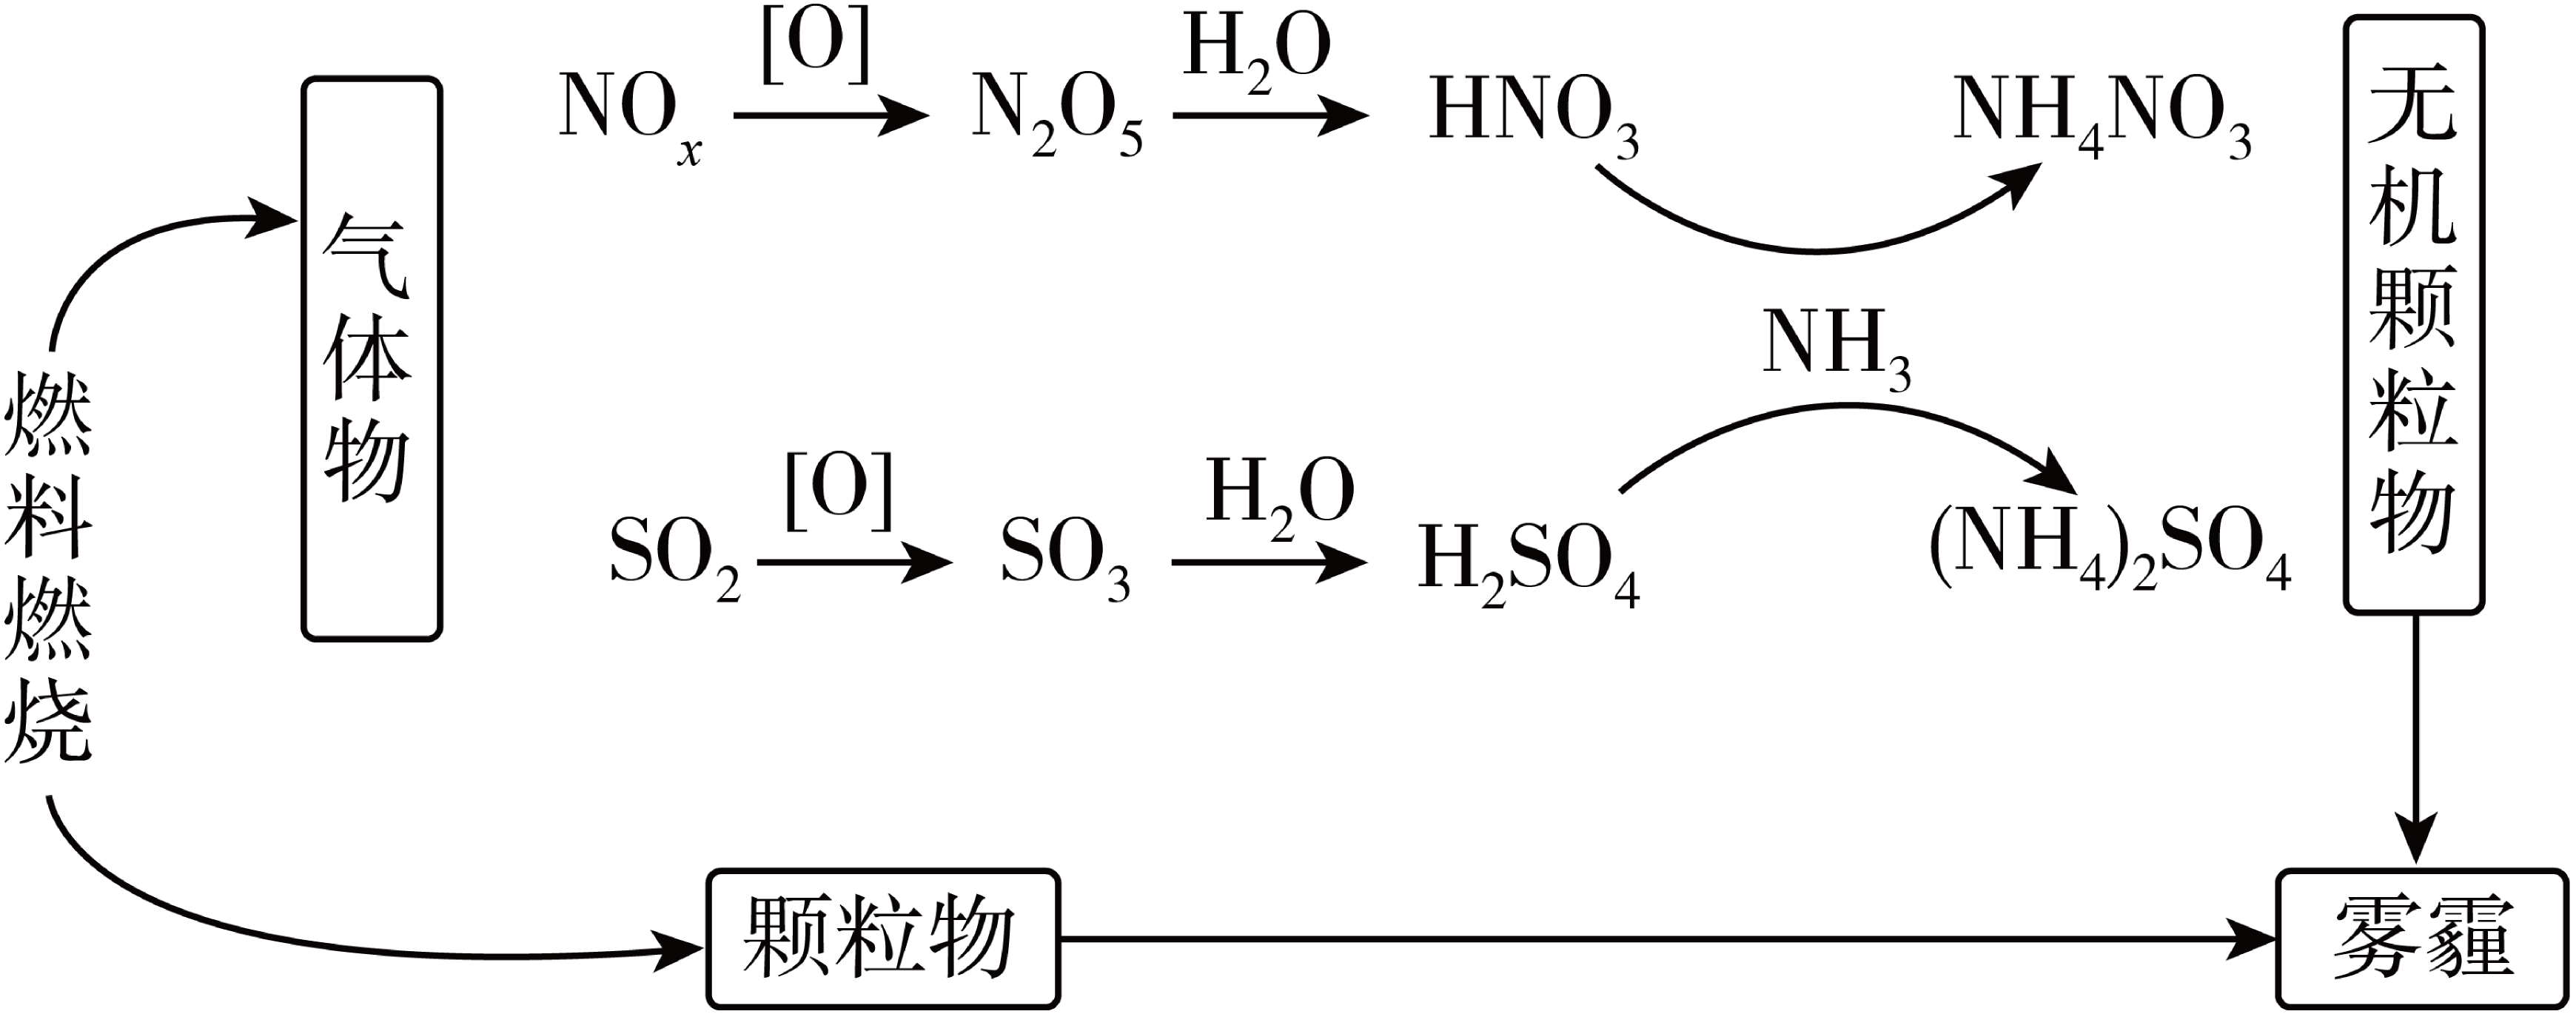 燃料燃烧
气体物
NOₓ [O] N₂O₅ H₂O HNO₃ NH₄NO₃
NH₃
SO₂ [O] SO₃ H₂O H₂SO₄ (NH₄)₂SO₄
无机颗粒物
颗粒物
雾霾